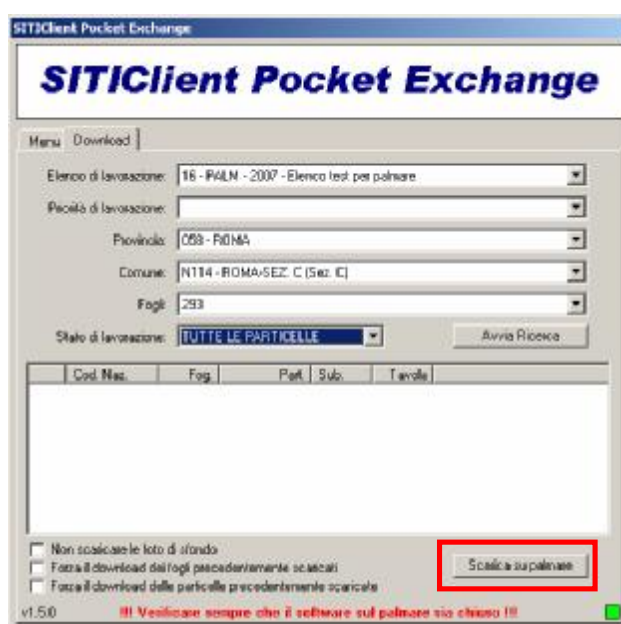 SITIClient Pocket Exchange
SITIClient Pocket Exchange
Menu Download
Elenco di lavorazione: 16 - PALM - 2007 - Elenco test per palmare
Priorità di lavorazione:
Provincia: 058 - ROMA
Comune: N114 - ROMA-SEZ. C (Sez. C)
Fogli: 293
Stato di lavorazione: TUTTE LE PARTICELLE Avvia Ricerca
Cod. Naz. Fog. Part. Sub. Tavola
Non scaricare le foto di sfondo
Forza il download dei fogli precedentemente scaricati Scarica su palmare
Forza il download delle particelle precedentemente scaricate
v1.5.0 !!! Verificare sempre che il software sul palmare sia chiuso !!!